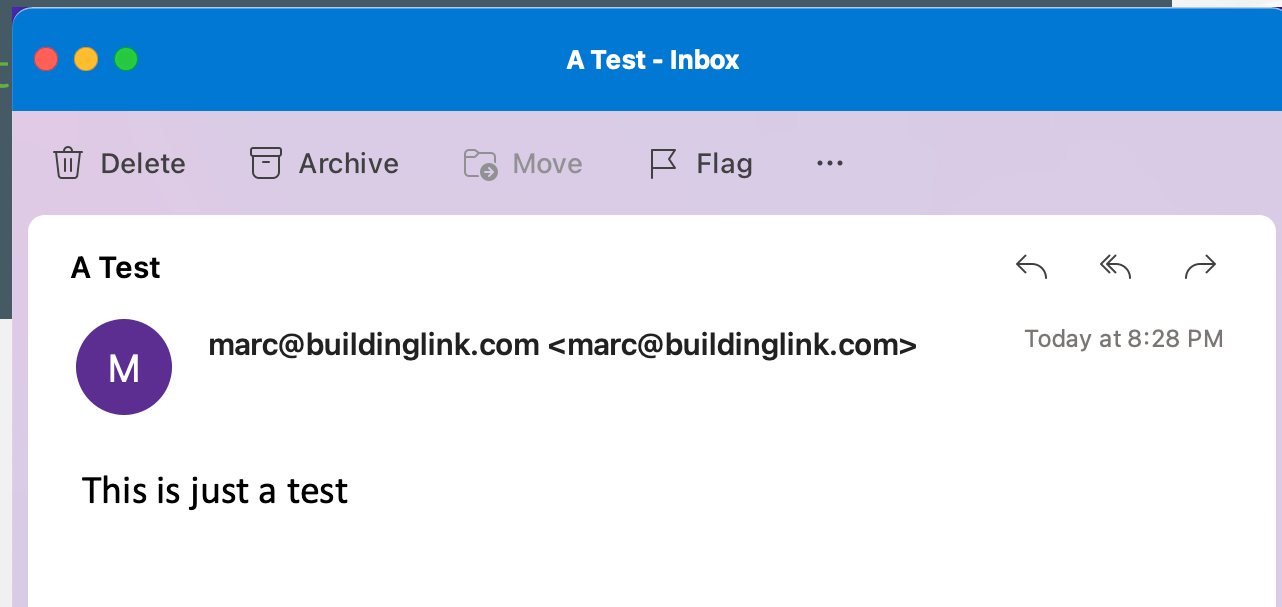 A Test - Inbox
Delete Archive Move Flag ...
A Test
M marc@buildinglink.com <marc@buildinglink.com> Today at 8:28 PM
This is just a test